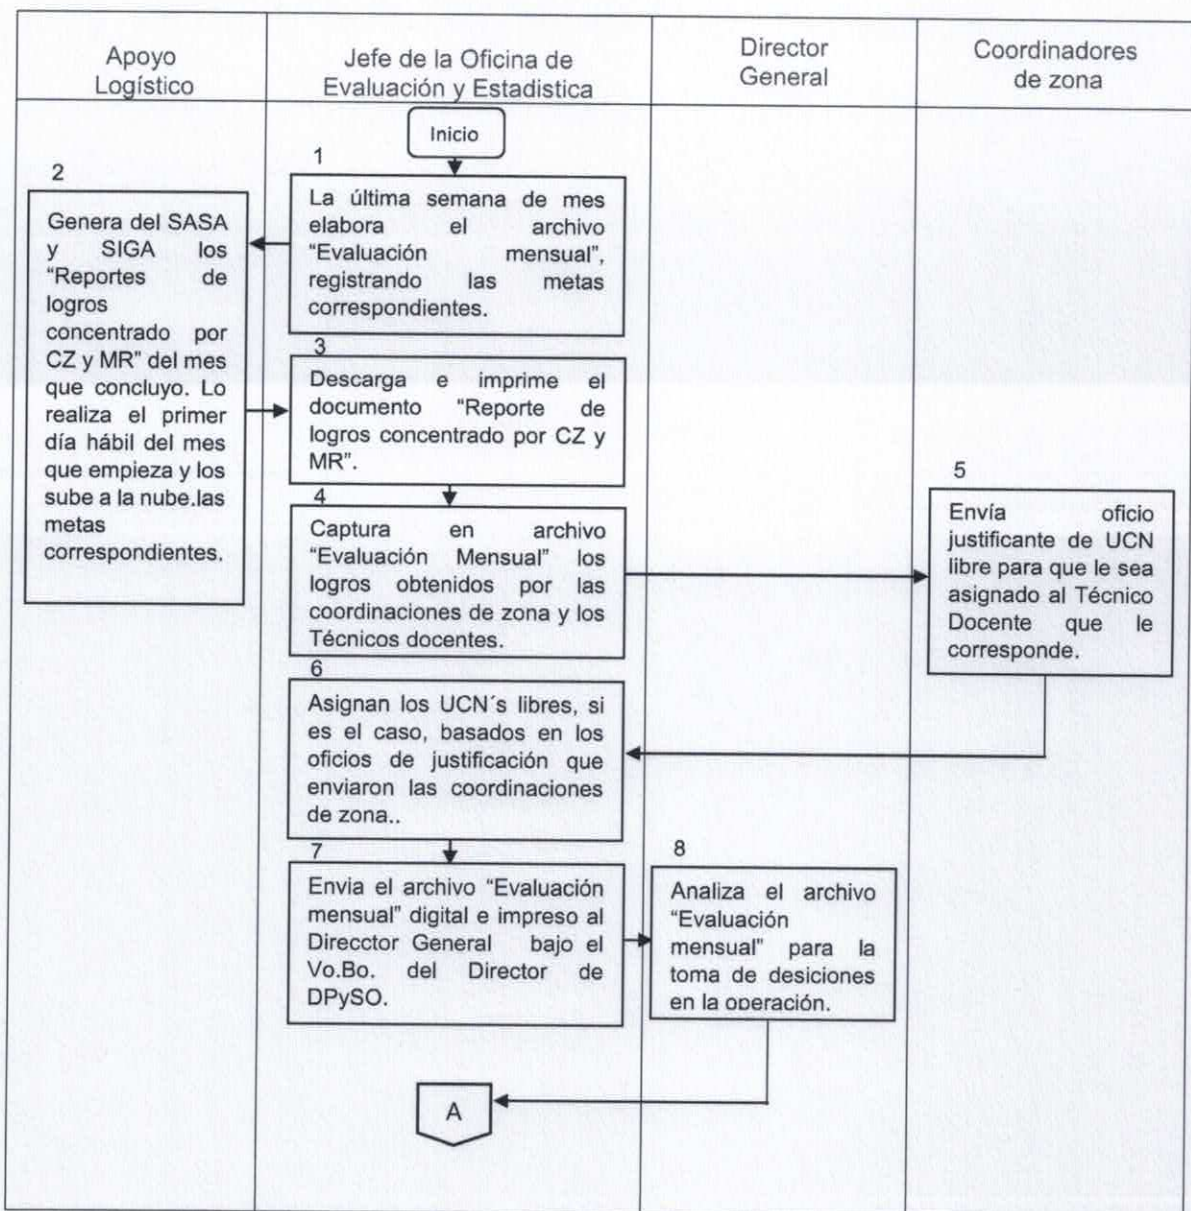 Apoyo
Logístico
Jefe de la Oficina de
Evaluación y Estadistica
Director
General
Coordinadores
de zona
Inicio
1
La última semana de mes
elabora el archivo
“Evaluación mensual”,
registrando las metas
correspondientes.
2
Genera del SASA
y SIGA los
“Reportes de
logros
concentrado por
CZ y MR” del mes
que concluyo. Lo
realiza el primer
día hábil del mes
que empieza y los
sube a la nube.las
metas
correspondientes.
3
Descarga e imprime el
documento “Reporte de
logros concentrado por CZ y
MR”.
4
Captura en archivo
“Evaluación Mensual” los
logros obtenidos por las
coordinaciones de zona y los
Técnicos docentes.
5
Envía oficio
justificante de UCN
libre para que le sea
asignado al Técnico
Docente que le
corresponde.
6
Asignan los UCN´s libres, si
es el caso, basados en los
oficios de justificación que
enviaron las coordinaciones
de zona..
7
Envia el archivo “Evaluación
mensual” digital e impreso al
Direcctor General bajo el
Vo.Bo. del Director de
DPySO.
8
Analiza el archivo
“Evaluación
mensual” para la
toma de desiciones
en la operación.
A